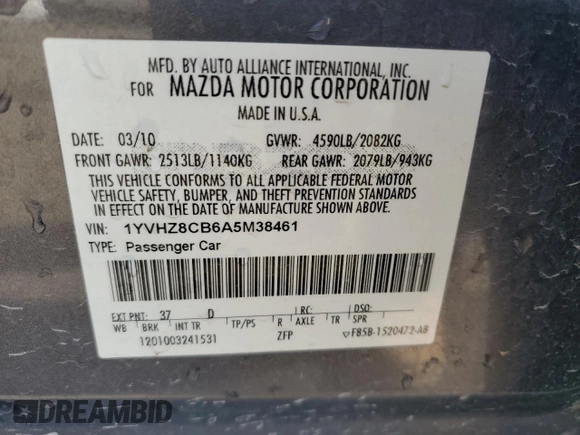 MFD. BY AUTO ALLIANCE INTERNATIONAL, INC.
FOR MAZDA MOTOR CORPORATION
MADE IN U.S.A.
DATE: 03/10 GVWR: 4590LB/2082KG
FRONT GAWR: 2513LB/1140KG REAR GAWR: 2079LB/943KG
THIS VEHICLE CONFORMS TO ALL APPLICABLE FEDERAL MOTOR
VEHICLE SAFETY, BUMPER, AND THEFT PREVENTION STANDARDS
IN EFFECT ON THE DATE OF MANUFACTURE SHOWN ABOVE.
VIN: 1YVHZ8CB6A5M38461
TYPE: Passenger Car
EXT PNT: 37 D RC: DSO:
WB BRK INT TR TP/PS R AXLE TR SPR
1201003241531 ZFP F85B-1520472-AB
DREAMBID